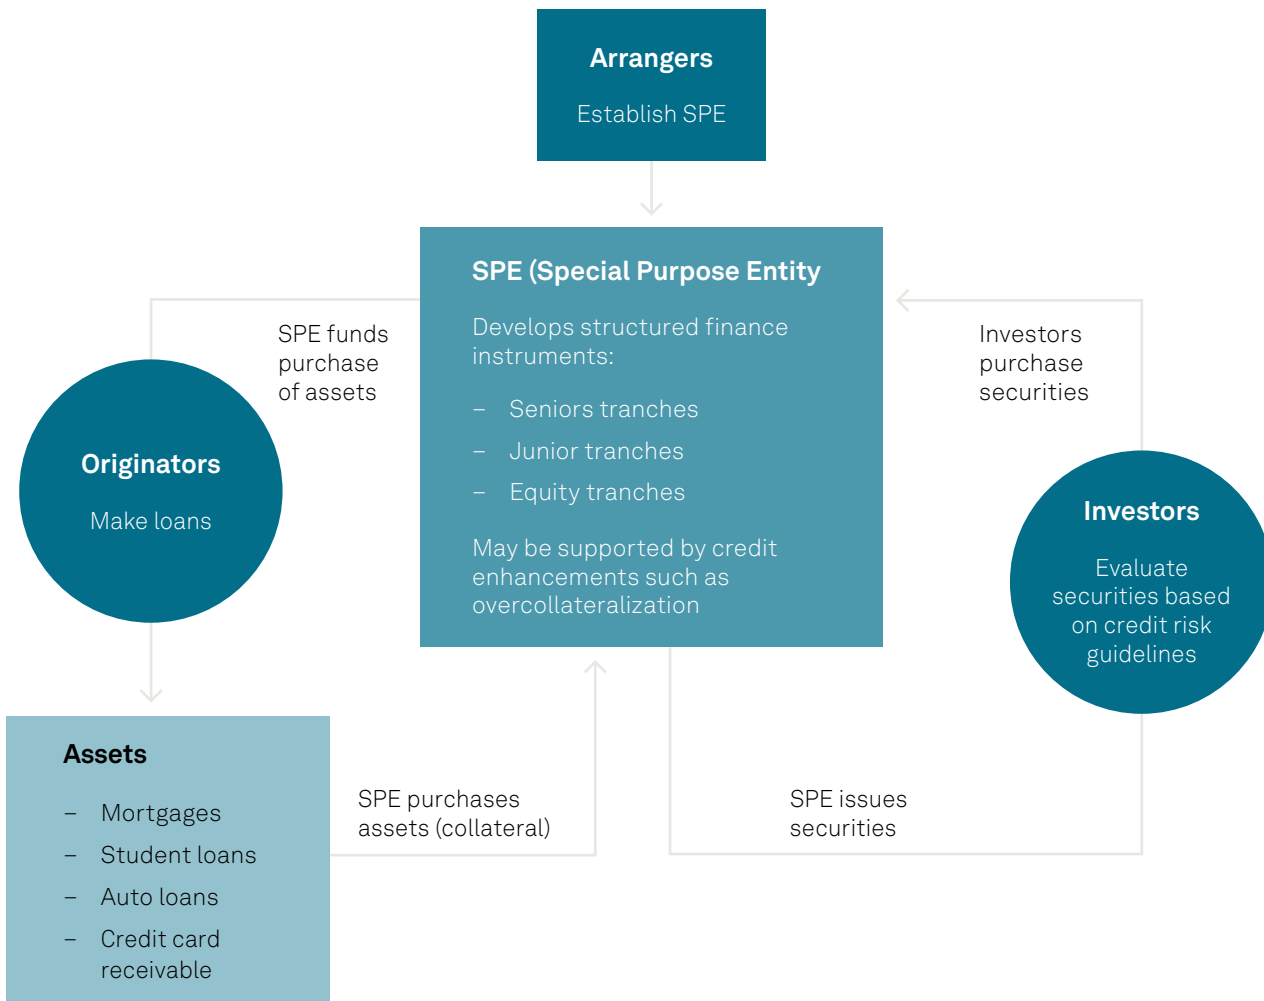 Arrangers
Establish SPE
SPE (Special Purpose Entity
Develops structured finance
instruments:
– Seniors tranches
– Junior tranches
– Equity tranches
May be supported by credit
enhancements such as
overcollateralization
SPE funds
purchase
of assets
Originators
Make loans
Assets
– Mortgages
– Student loans
– Auto loans
– Credit card
receivable
SPE purchases
assets (collateral)
SPE issues
securities
Investors
purchase
securities
Investors
Evaluate
securities based
on credit risk
guidelines